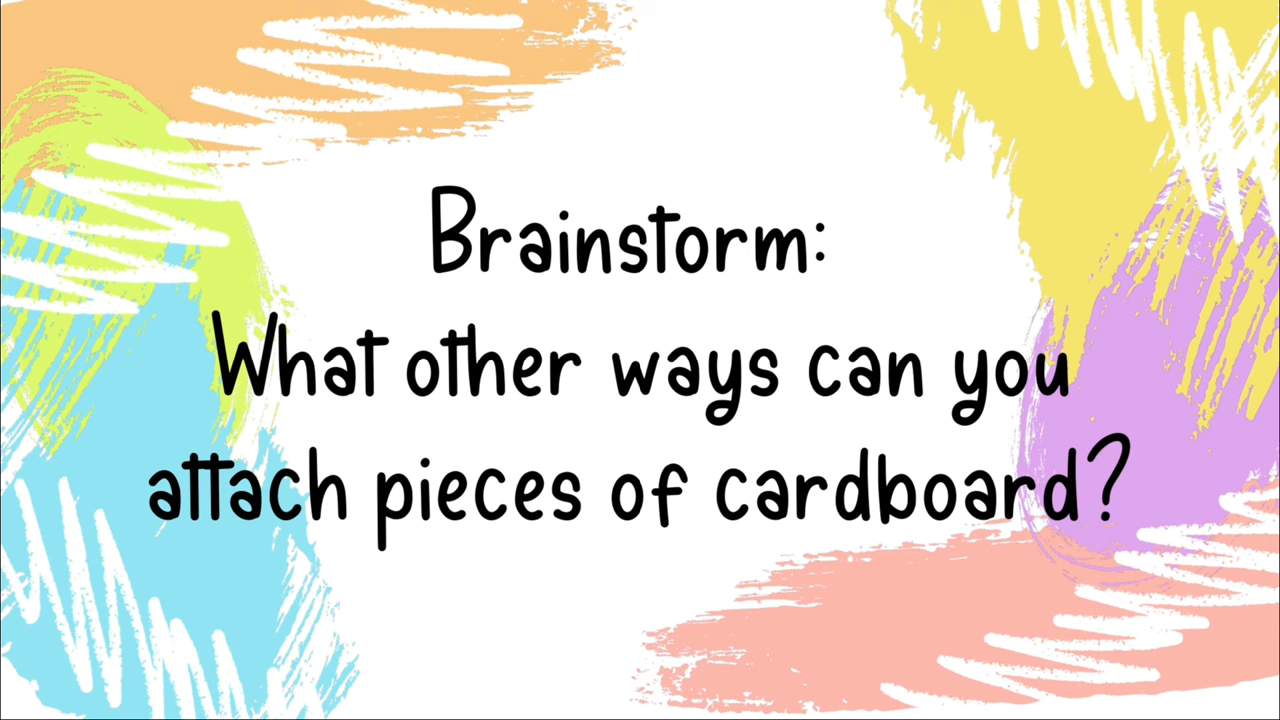 Brainstorm:
What other ways can you
attach pieces of cardboard?